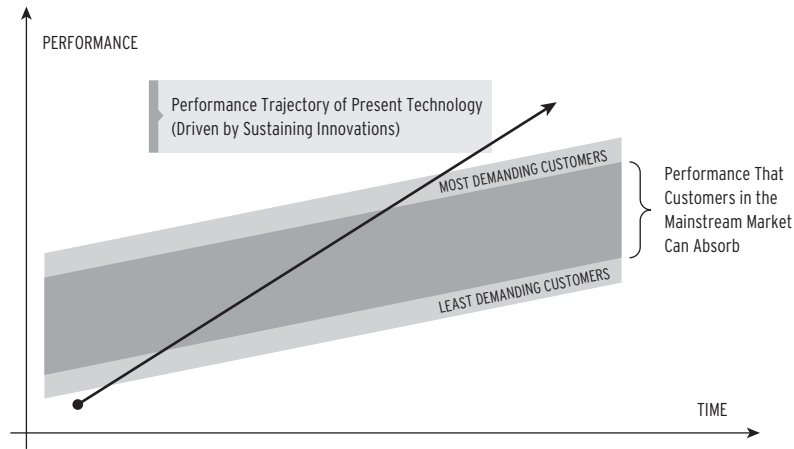 PERFORMANCE
Performance Trajectory of Present Technology
(Driven by Sustaining Innovations)
MOST DEMANDING CUSTOMERS
Performance That
Customers in the
Mainstream Market
Can Absorb
LEAST DEMANDING CUSTOMERS
TIME